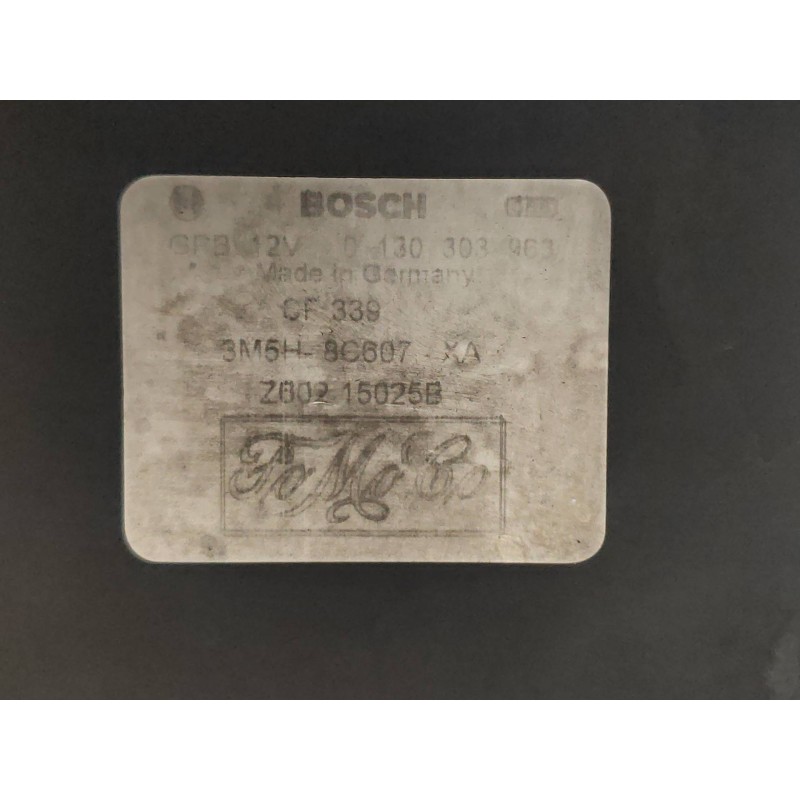 BOSCH
GPB 12V 0 130 303 963
Made in Germany
CF 339
3M5H- 8C607 -XA
Z602 15025B
FoMoCo